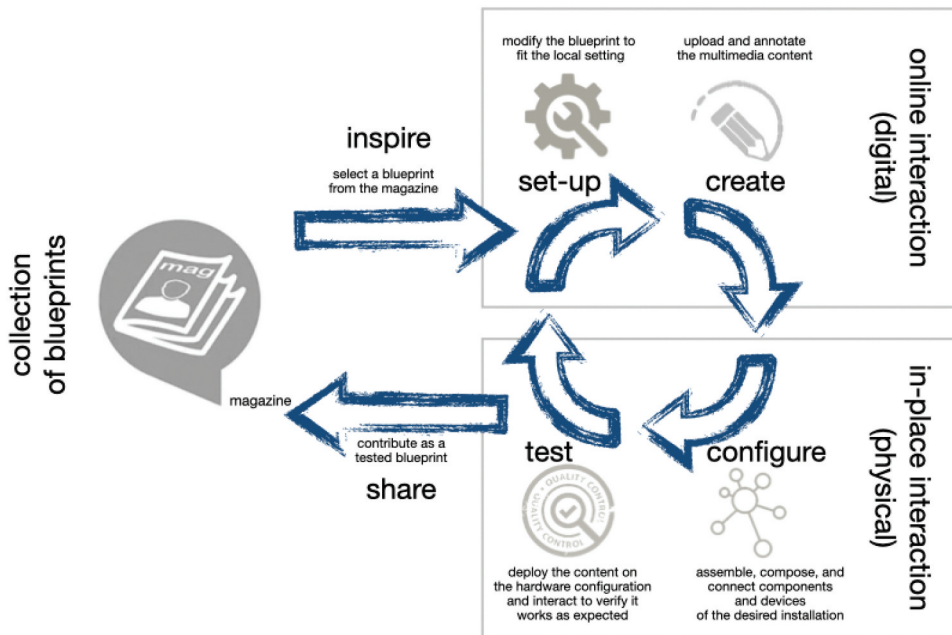 modify the blueprint to
fit the local setting
upload and annotate
the multimedia content
online interaction
(digital)
inspire
select a blueprint
from the magazine
set-up
create
collection
of blueprints
mag
magazine
contribute as a
tested blueprint
share
test
configure
in-place interaction
(physical)
QUALITY CONTROL
QUALITY CONTROL
deploy the content on
the hardware configuration
and interact to verify it
works as expected
assemble, compose, and
connect components
and devices
of the desired installation